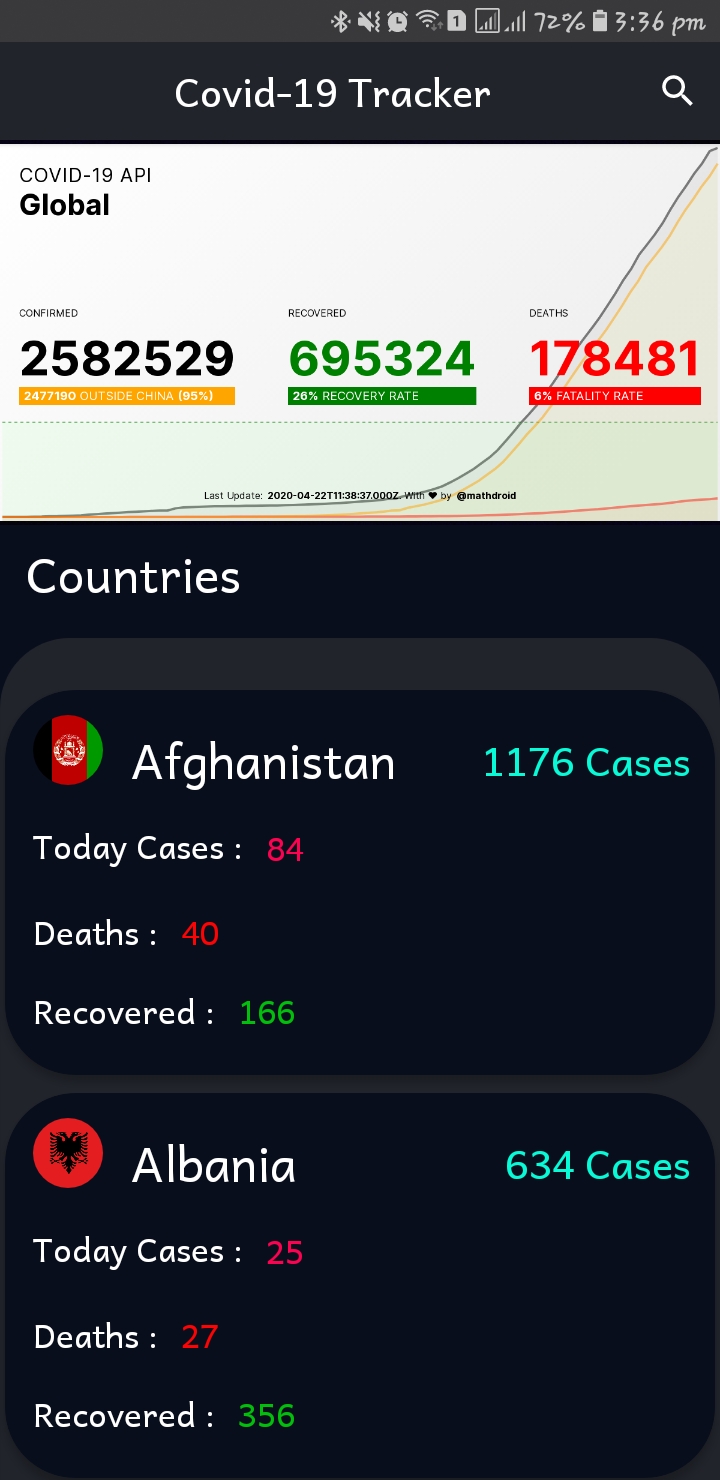 1 72% 3:36 pm
Covid-19 Tracker
COVID-19 API
Global
CONFIRMED RECOVERED DEATHS
2582529 695324 178481
2477190 OUTSIDE CHINA (95%) 26% RECOVERY RATE 6% FATALITY RATE
Last Update: 2020-04-22T11:38:37.000Z. With ♥ by @mathdroid
Countries
Afghanistan 1176 Cases
Today Cases : 84
Deaths : 40
Recovered : 166
Albania 634 Cases
Today Cases : 25
Deaths : 27
Recovered : 356